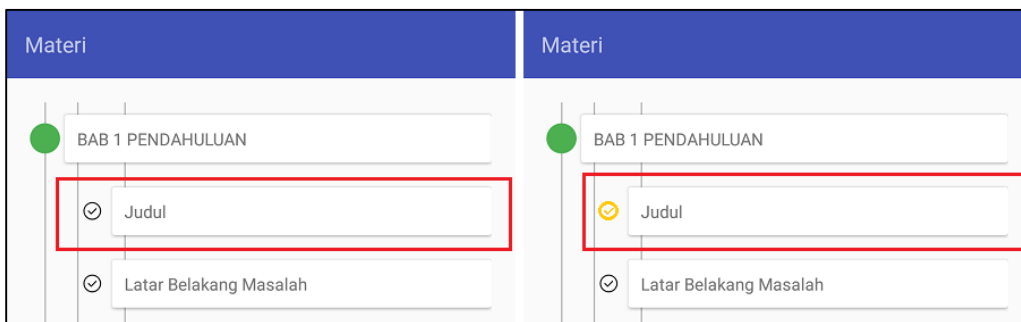 Materi
BAB 1 PENDAHULUAN
Judul
Latar Belakang Masalah
Materi
BAB 1 PENDAHULUAN
Judul
Latar Belakang Masalah